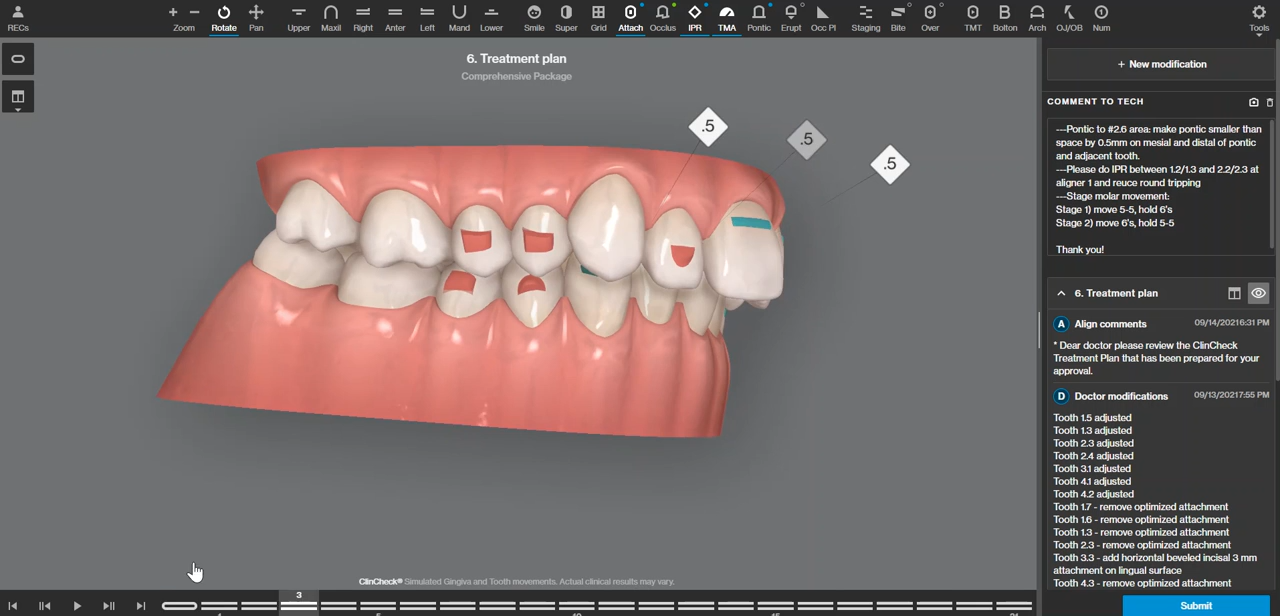 RECs
Zoom
Rotate
Pan
Upper
Maxil
Right
Anter
Left
Mand
Lower
Smile
Super
Grid
Attach
Occlus
IPR
TMA
Pontic
Erupt
Occ Pl
Staging
Bite
Over
TMT
Bolton
Arch
OJ/OB
Num
Tools
6. Treatment plan
Comprehensive Package
.5
.5
.5
ClinCheck® Simulated Gingiva and Tooth movements. Actual clinical results may vary.
3
+ New modification
COMMENT TO TECH
---Pontic to #2.6 area: make pontic smaller than
space by 0.5mm on mesial and distal of pontic
and adjacent tooth.
---Please do IPR between 1.2/1.3 and 2.2/2.3 at
aligner 1 and reuce round tripping
---Stage molar movement:
Stage 1) move 5-5, hold 6's
Stage 2) move 6's, hold 5-5
Thank you!
6. Treatment plan
A Align comments 09/14/20216:31 PM
* Dear doctor please review the ClinCheck
Treatment Plan that has been prepared for your
approval.
D Doctor modifications 09/13/20217:55 PM
Tooth 1.5 adjusted
Tooth 1.3 adjusted
Tooth 2.3 adjusted
Tooth 2.4 adjusted
Tooth 3.1 adjusted
Tooth 4.1 adjusted
Tooth 4.2 adjusted
Tooth 1.7 - remove optimized attachment
Tooth 1.6 - remove optimized attachment
Tooth 1.3 - remove optimized attachment
Tooth 2.3 - remove optimized attachment
Tooth 3.3 - add horizontal beveled incisal 3 mm
attachment on lingual surface
Tooth 4.3 - remove optimized attachment
Submit